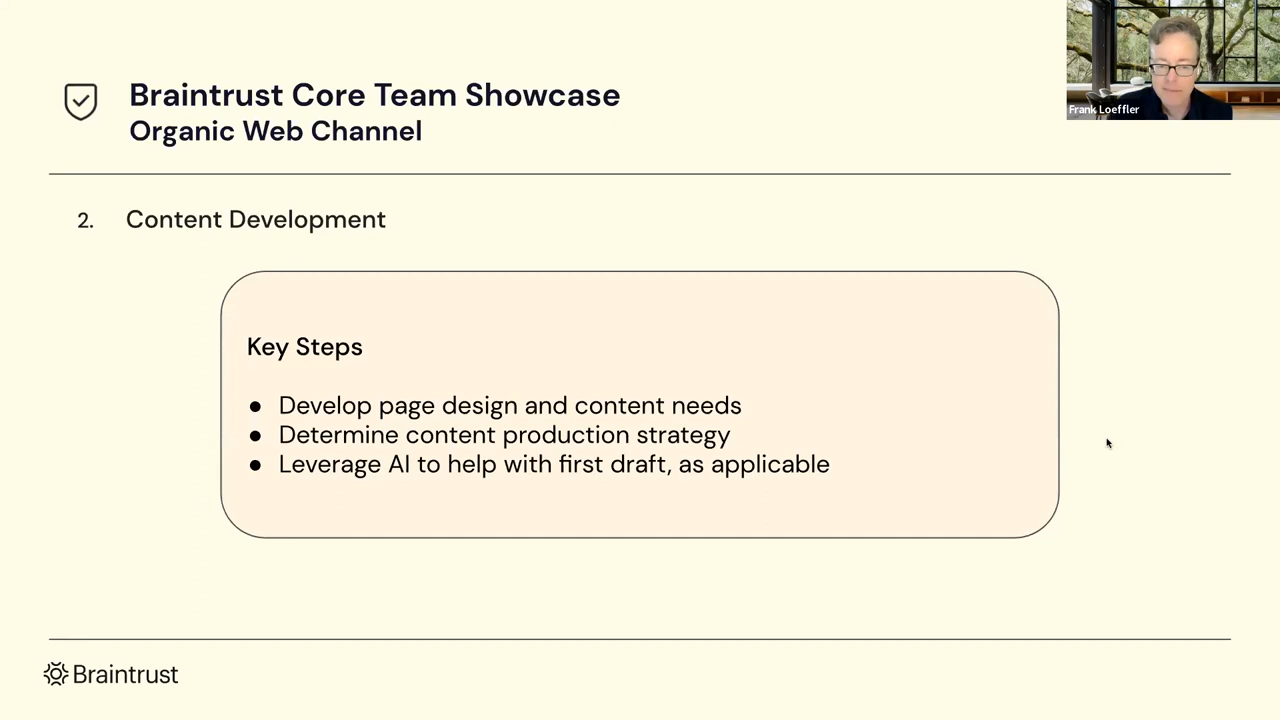 Braintrust Core Team Showcase
Organic Web Channel
Frank Loeffler
2. Content Development
Key Steps
● Develop page design and content needs
● Determine content production strategy
● Leverage AI to help with first draft, as applicable
Braintrust